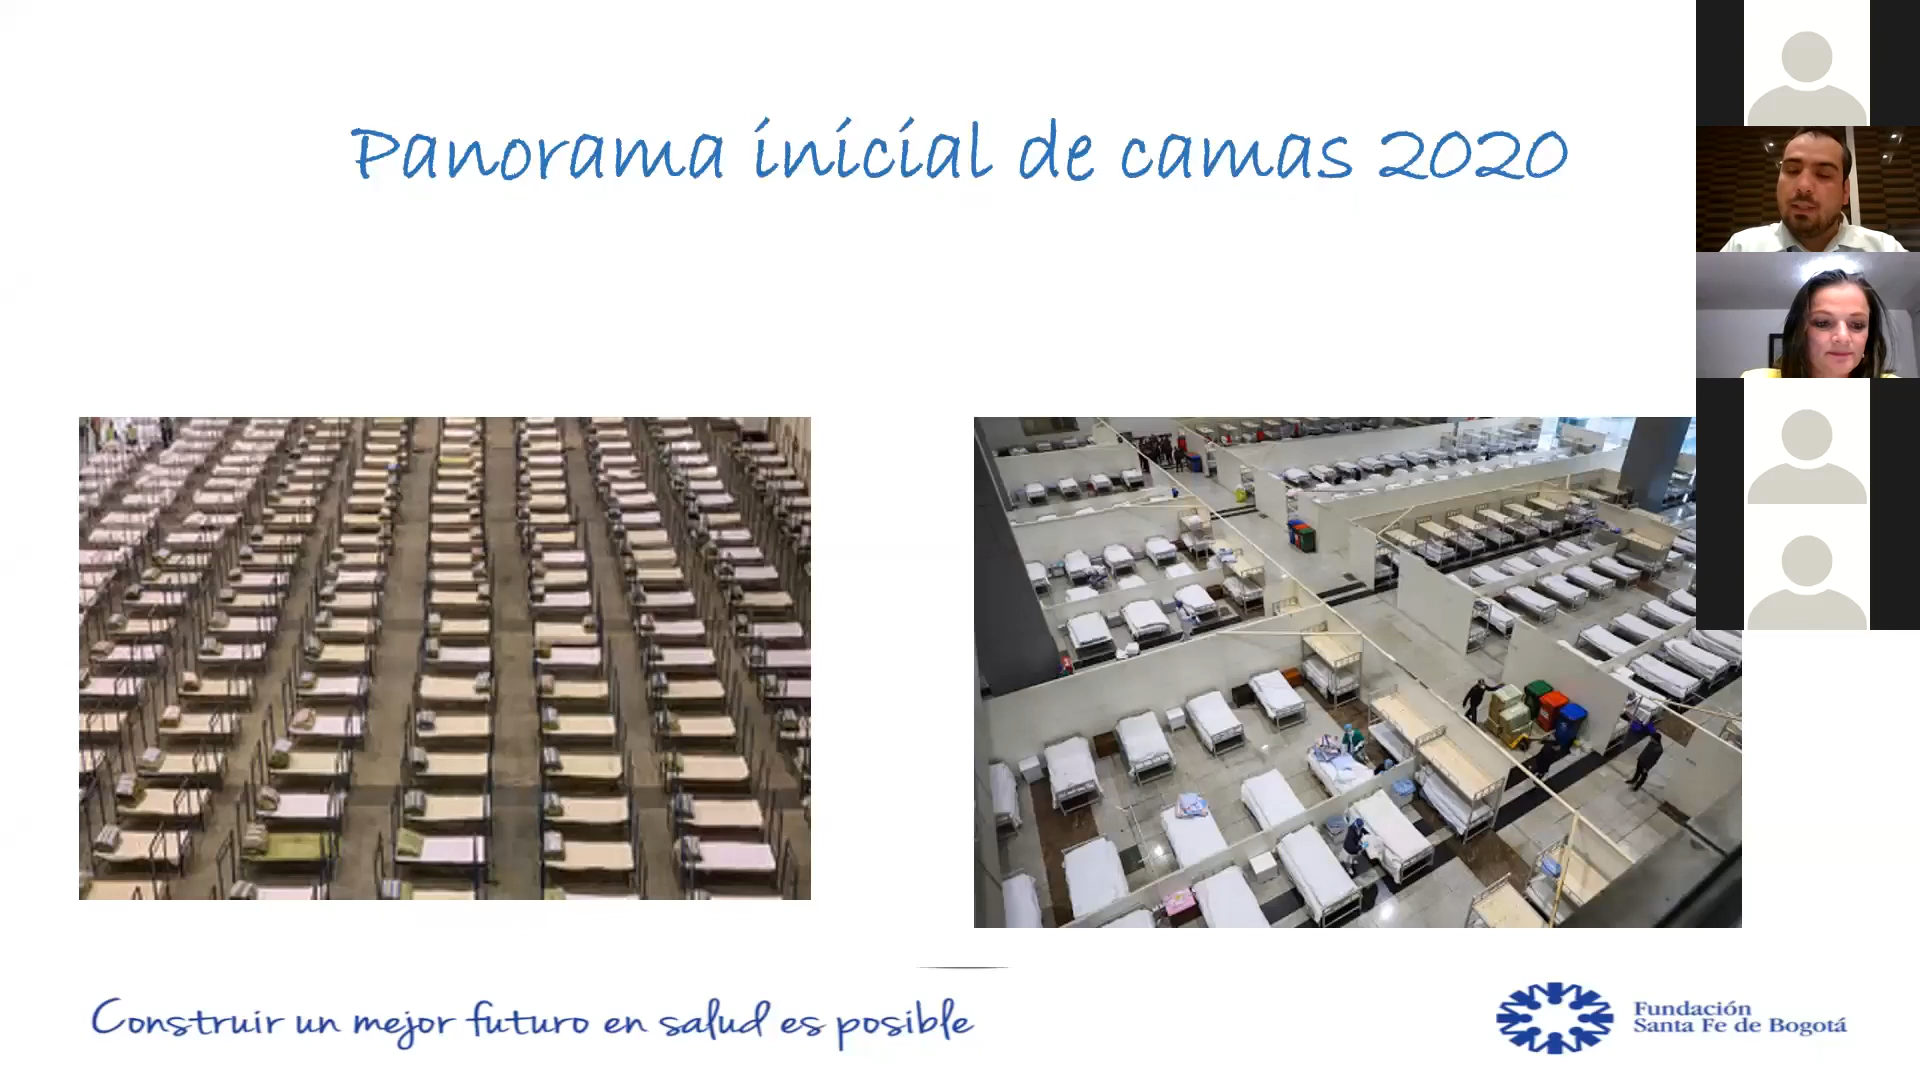 Panorama inicial de camas 2020
Construir un mejor futuro en salud es posible
Fundación
Santa Fe de Bogotá